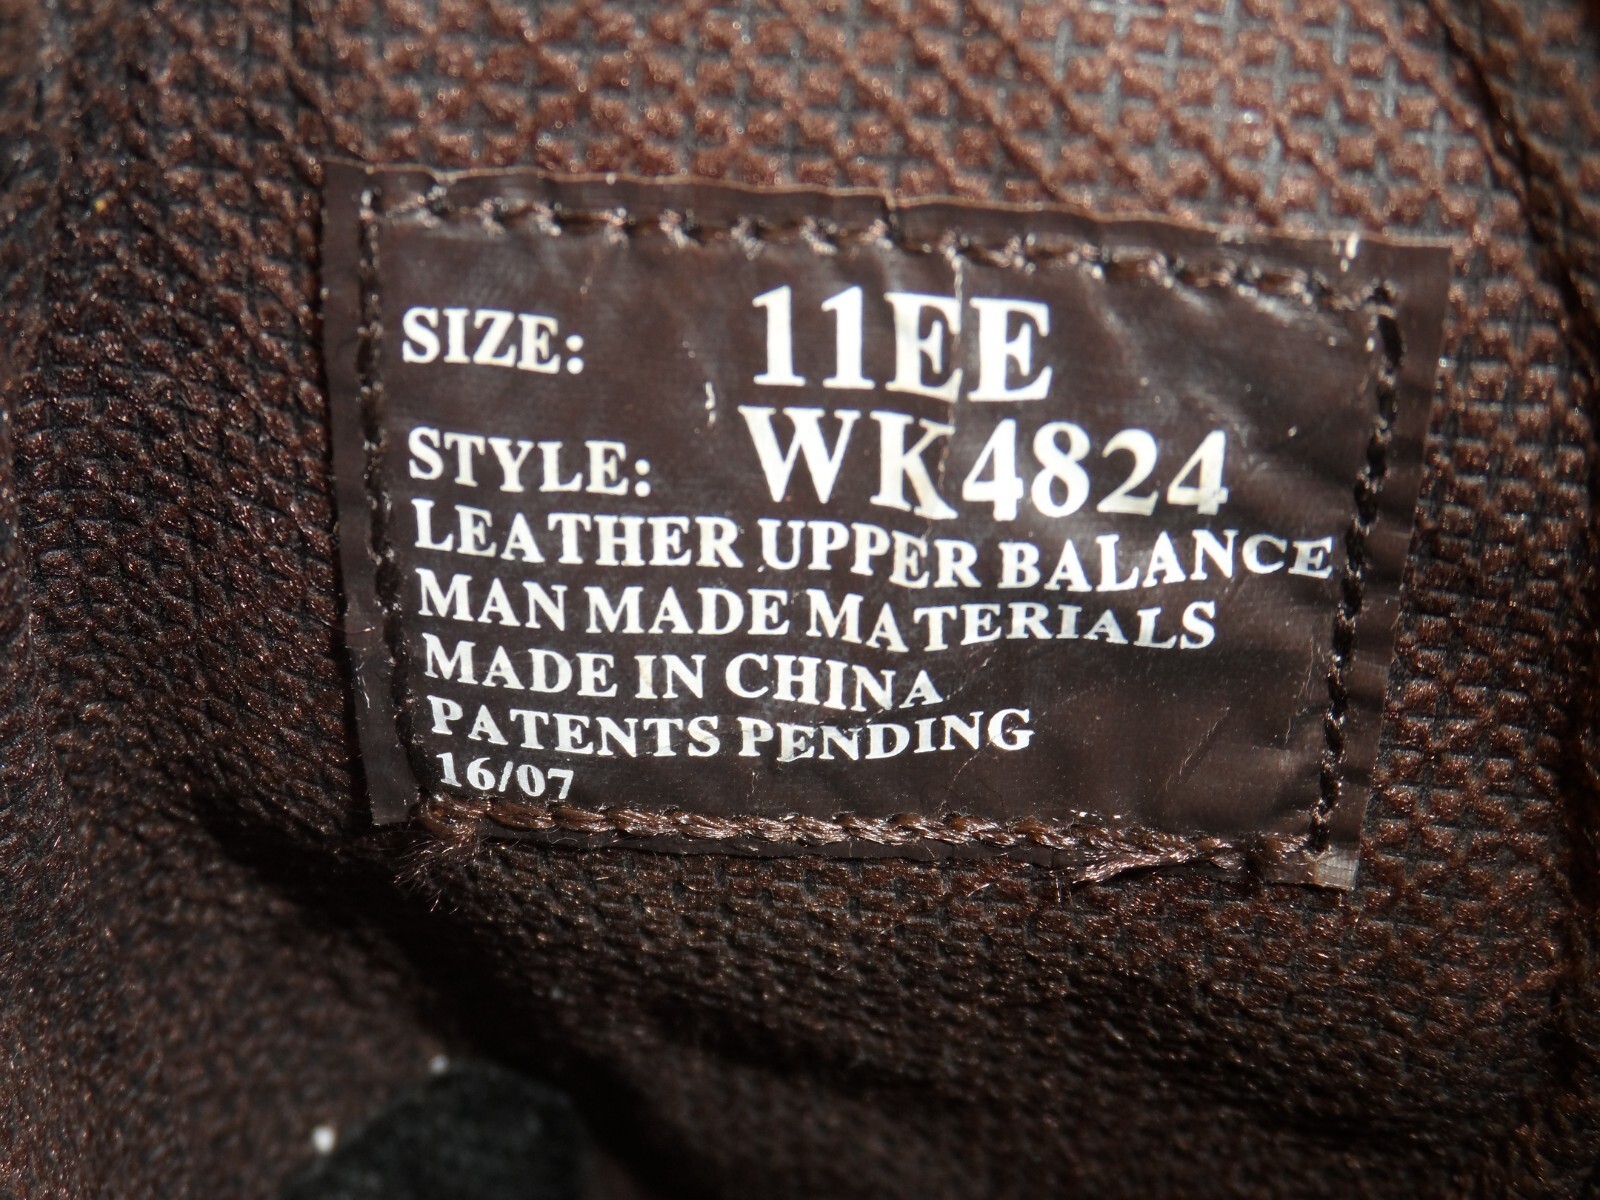 SIZE: 11EE
STYLE: WK4824
LEATHER UPPER BALANCE
MAN MADE MATERIALS
MADE IN CHINA
PATENTS PENDING
16/07